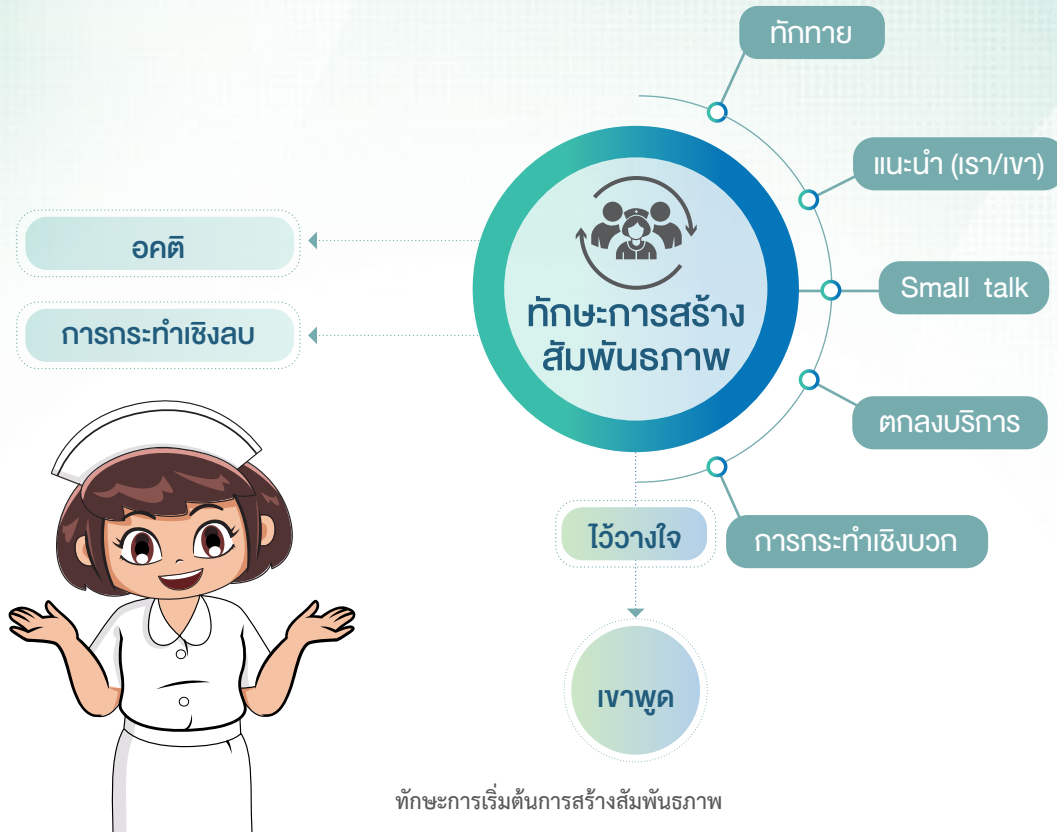 ทักทาย
แนะนำ (เรา/เขา)
Small talk
ตกลงบริการ
การกระทำเชิงบวก
อคติ
การกระทำเชิงลบ
ทักษะการสร้าง
สัมพันธภาพ
ไว้วางใจ
เขาพูด
ทักษะการเริ่มต้นการสร้างสัมพันธภาพ